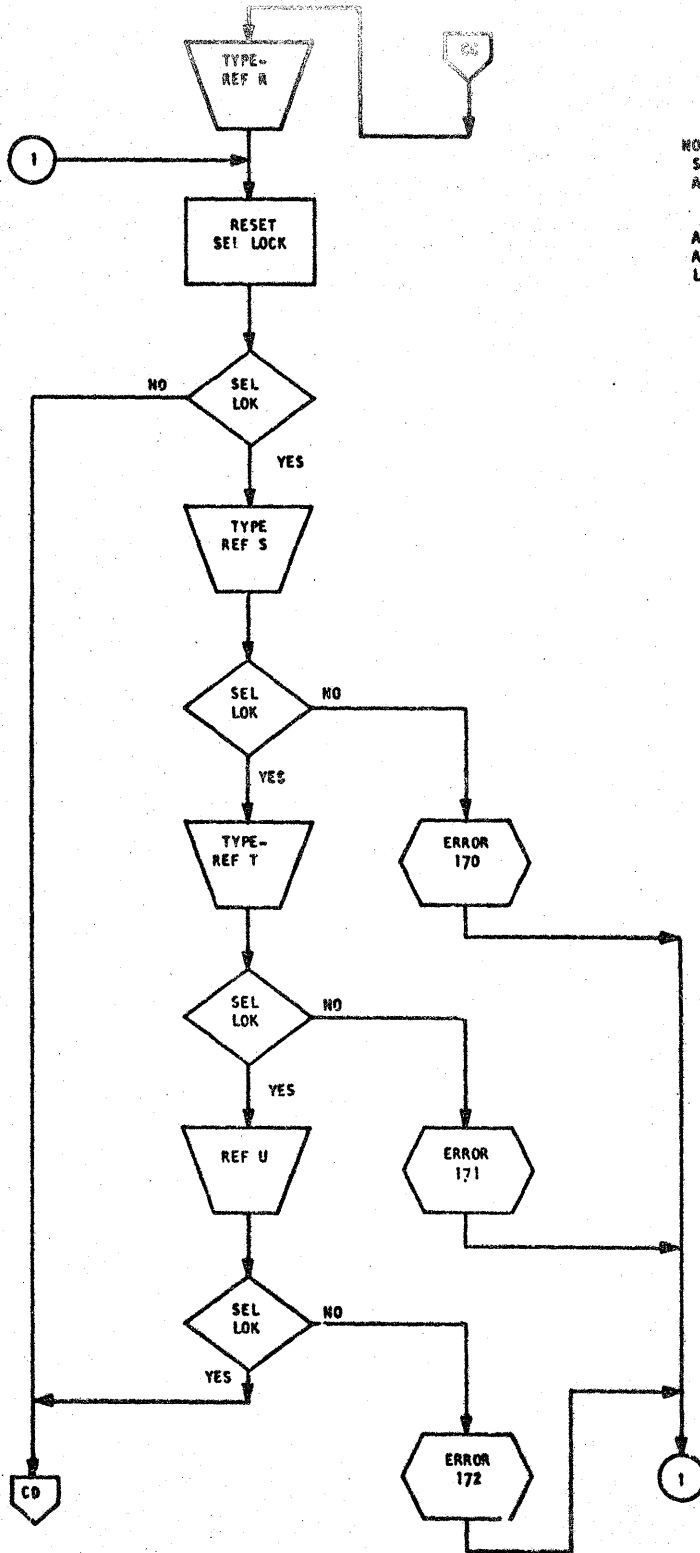 TYPE-
REF R
1
RESET
SEL LOCK
SEL
LOK
NO
YES
TYPE
REF S
SEL
LOK
NO
YES
TYPE-
REF T
ERROR
170
SEL
LOK
NO
YES
REF U
ERROR
171
SEL
LOK
NO
YES
ERROR
172
CD
1
NO
S
A
A
A
L